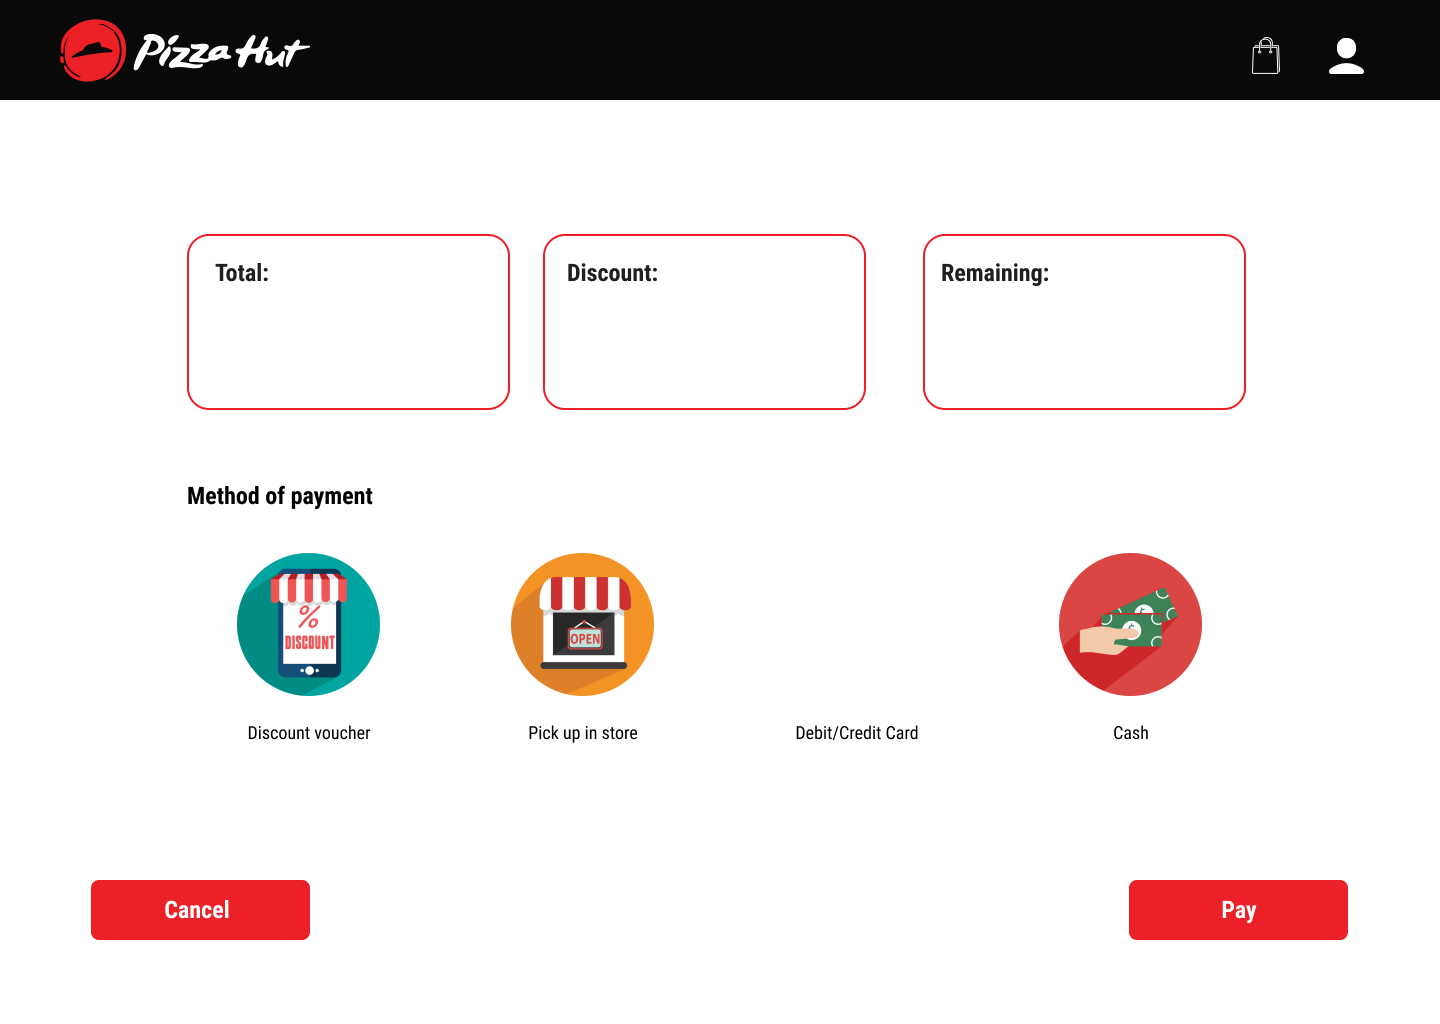 Pizza Hut
Total:
Discount:
Remaining:
Method of payment
%
DISCOUNT
OPEN
Discount voucher
Pick up in store
Debit/Credit Card
Cash
Cancel
Pay